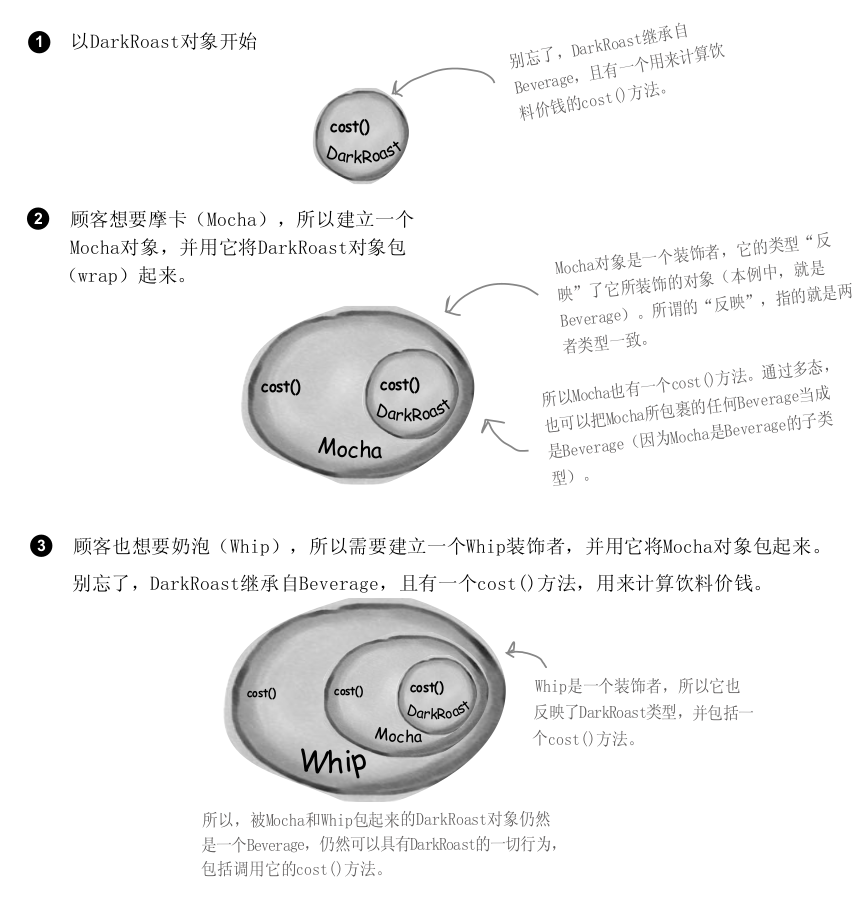 1 以DarkRoast对象开始
别忘了，DarkRoast继承自
Beverage，且有一个用来计算饮
料价钱的cost()方法。
cost()
DarkRoast
2 顾客想要摩卡（Mocha），所以建立一个
Mocha对象，并用它将DarkRoast对象包
（wrap）起来。
Mocha对象是一个装饰者，它的类型“反
映”了它所装饰的对象（本例中，就是
Beverage）。所谓的“反映”，指的就是两
者类型一致。
cost()
cost()
DarkRoast
Mocha
所以Mocha也有一个cost()方法。通过多态，
也可以把Mocha所包裹的任何Beverage当成
是Beverage（因为Mocha是Beverage的子类
型）。
3 顾客也想要奶泡（Whip），所以需要建立一个Whip装饰者，并用它将Mocha对象包起来。
别忘了，DarkRoast继承自Beverage，且有一个cost()方法，用来计算饮料价钱。
cost()
cost()
cost()
DarkRoast
Mocha
Whip
Whip是一个装饰者，所以它也
反映了DarkRoast类型，并包括一
个cost()方法。
所以，被Mocha和Whip包起来的DarkRoast对象仍然
是一个Beverage，仍然可以具有DarkRoast的一切行为，
包括调用它的cost()方法。